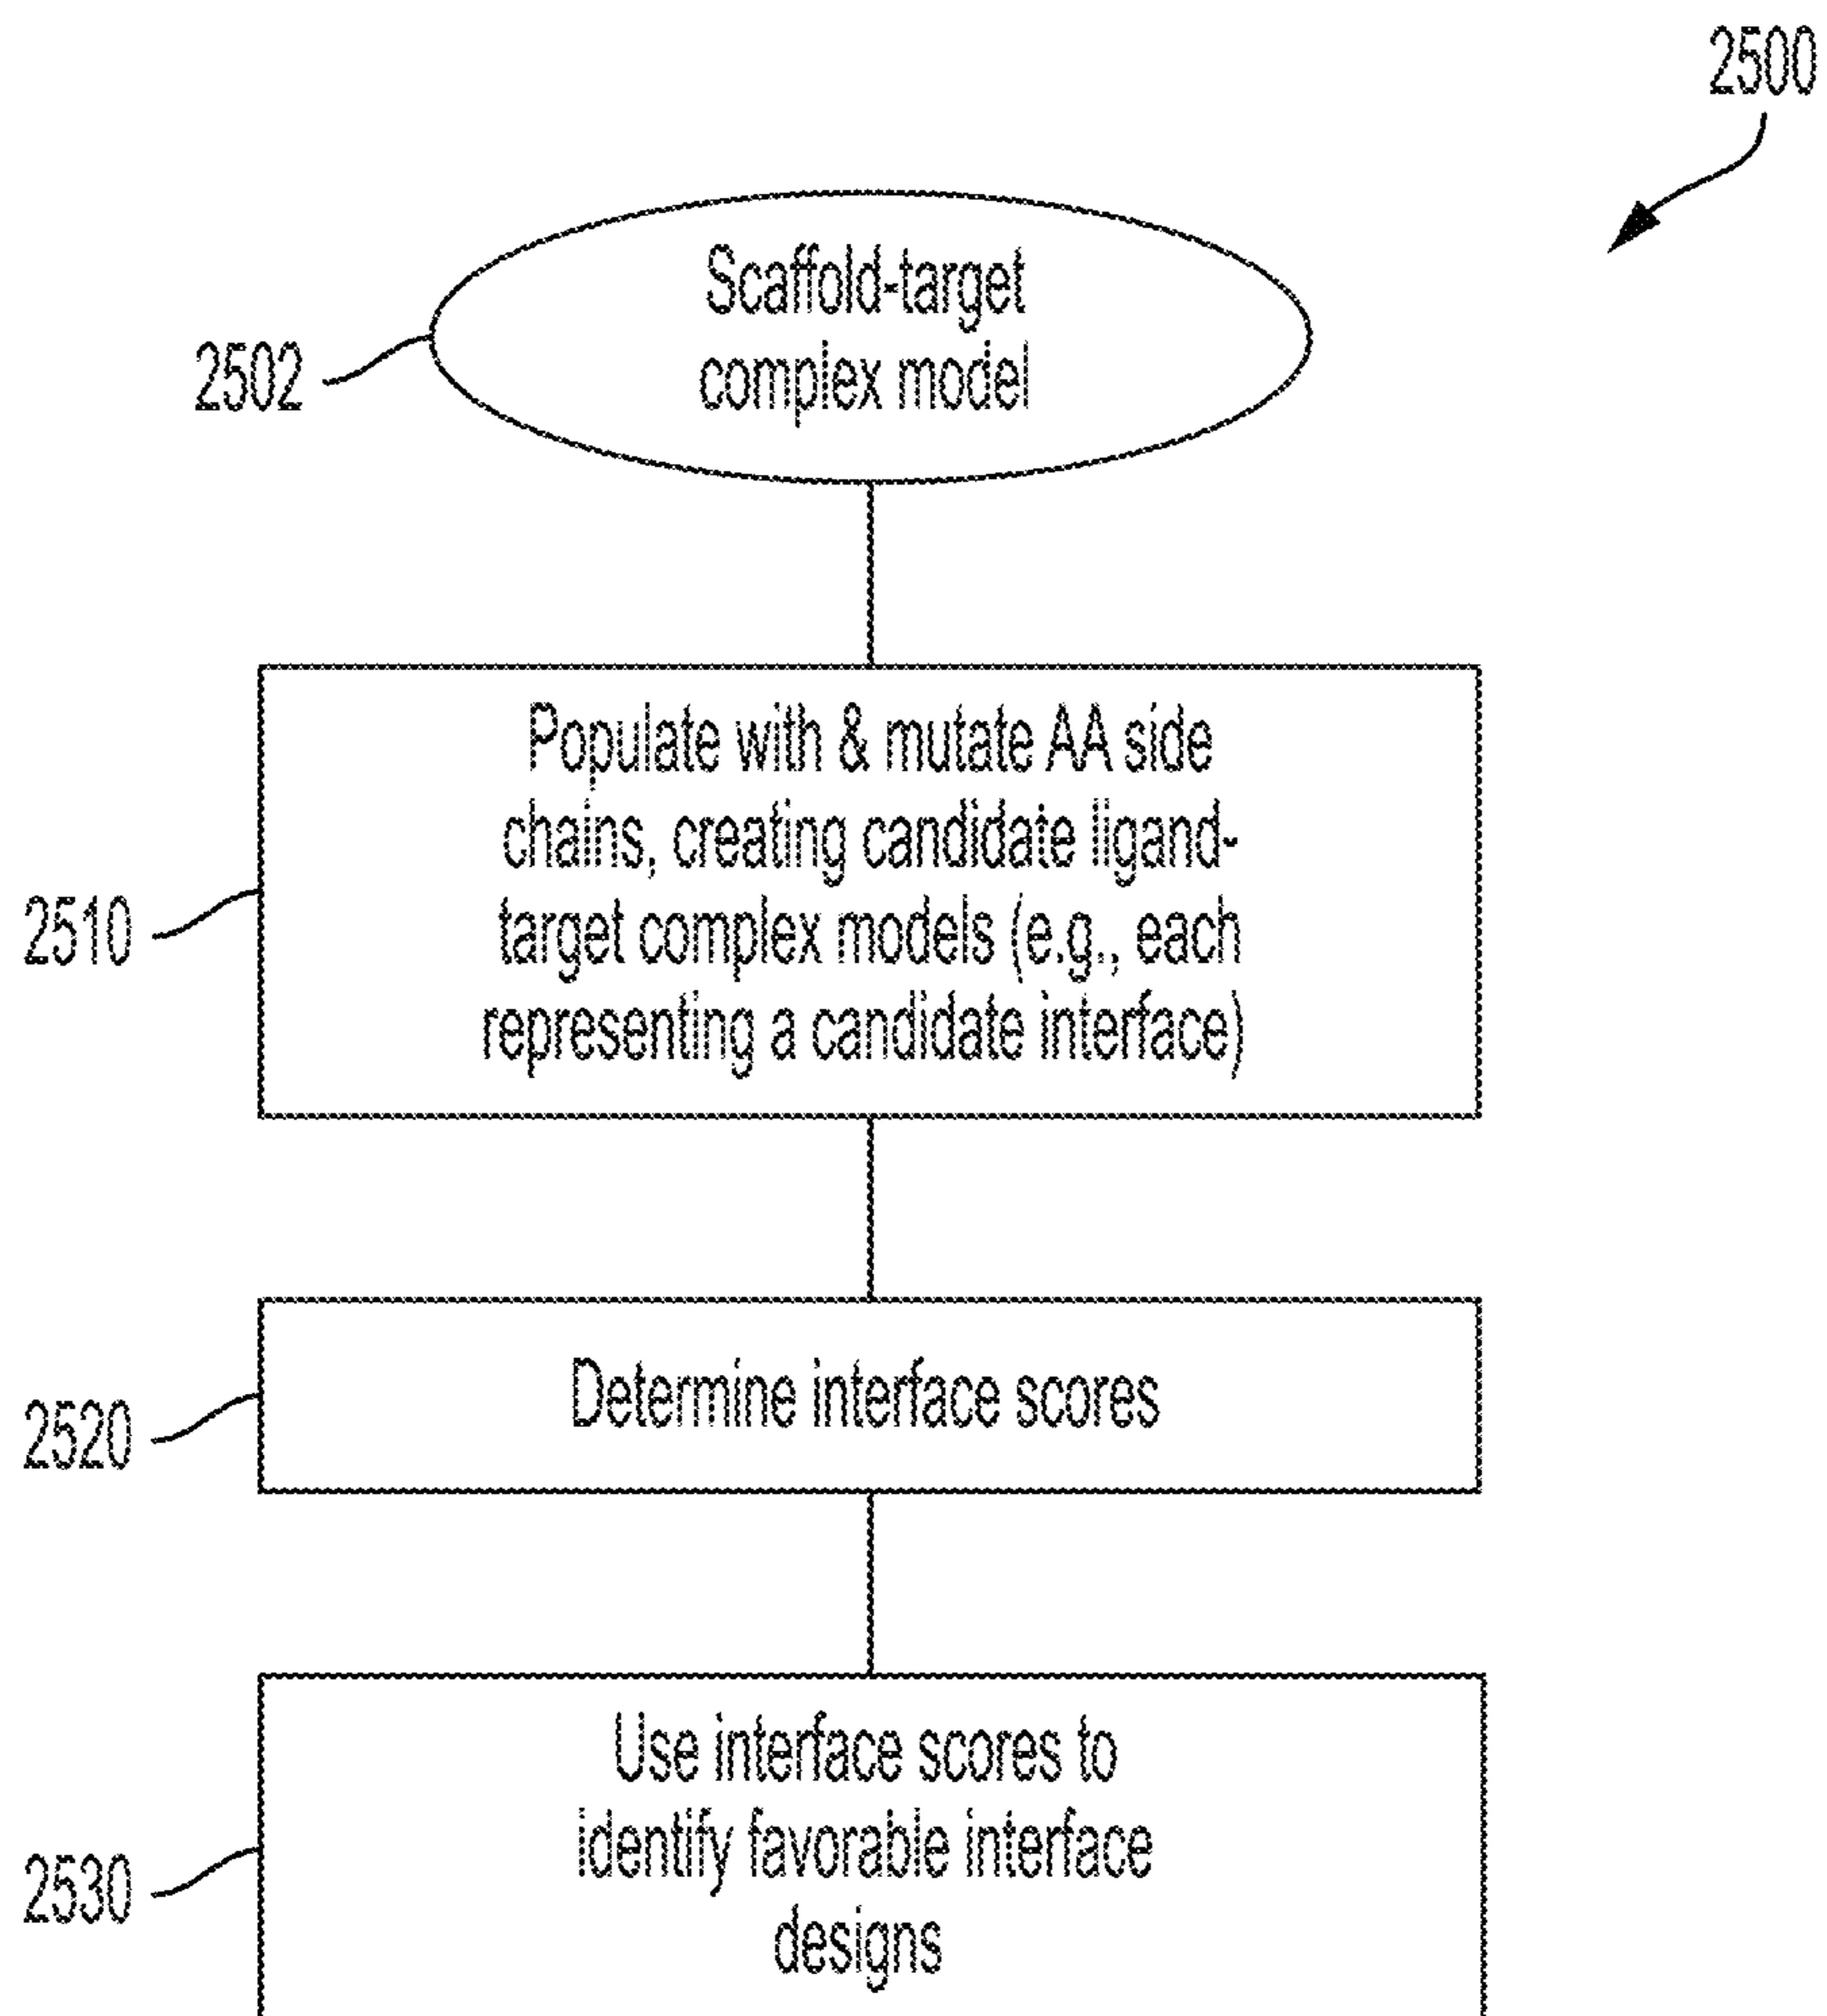 2500
Scaffold-target
complex model
2502
Populate with & mutate AA side
chains, creating candidate ligand-
target complex models (e.g., each
representing a candidate interface)
2510
Determine interface scores
2520
Use interface scores to
identify favorable interface
designs
2530